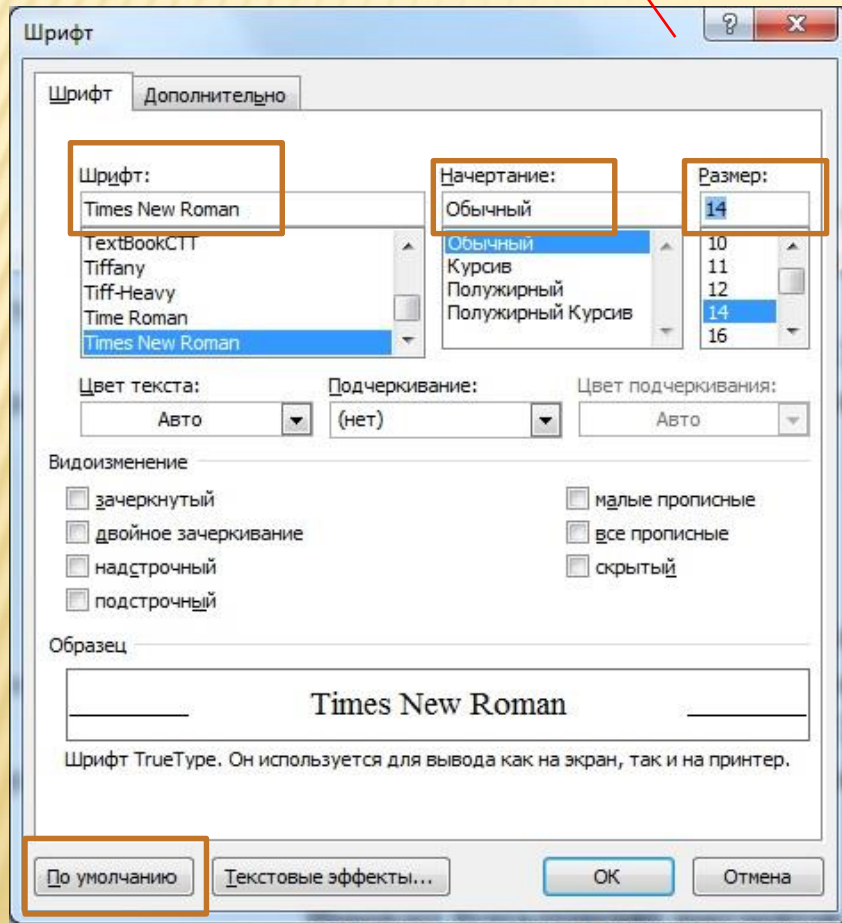 Шрифт
Шрифт Дополнительно
Шрифт: Начертание: Размер:
Times New Roman Обычный 14
TextBookCTT Обычный 10
Tiffany Курсив 11
Tiff-Heavy Полужирный 12
Time Roman Полужирный Курсив 14
Times New Roman 16
Цвет текста: Подчеркивание: Цвет подчеркивания:
Авто (нет) Авто
Видоизменение
зачеркнутый малые прописные
двойное зачеркивание все прописные
надстрочный скрытый
подстрочный
Образец
Times New Roman
Шрифт TrueType. Он используется для вывода как на экран, так и на принтер.
По умолчанию Текстовые эффекты... ОК Отмена